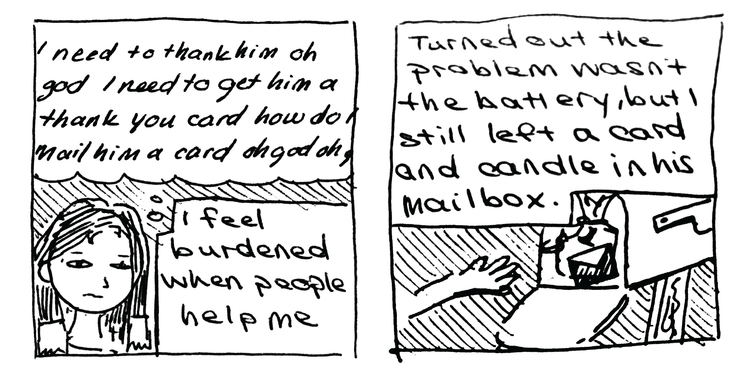 I need to thank him oh
god I need to get him a
thank you card how do I
mail him a card oh god oh g
I feel
burdened
when people
help me
Turned out the
problem wasn't
the battery, but I
still left a card
and candle in his
mailbox.